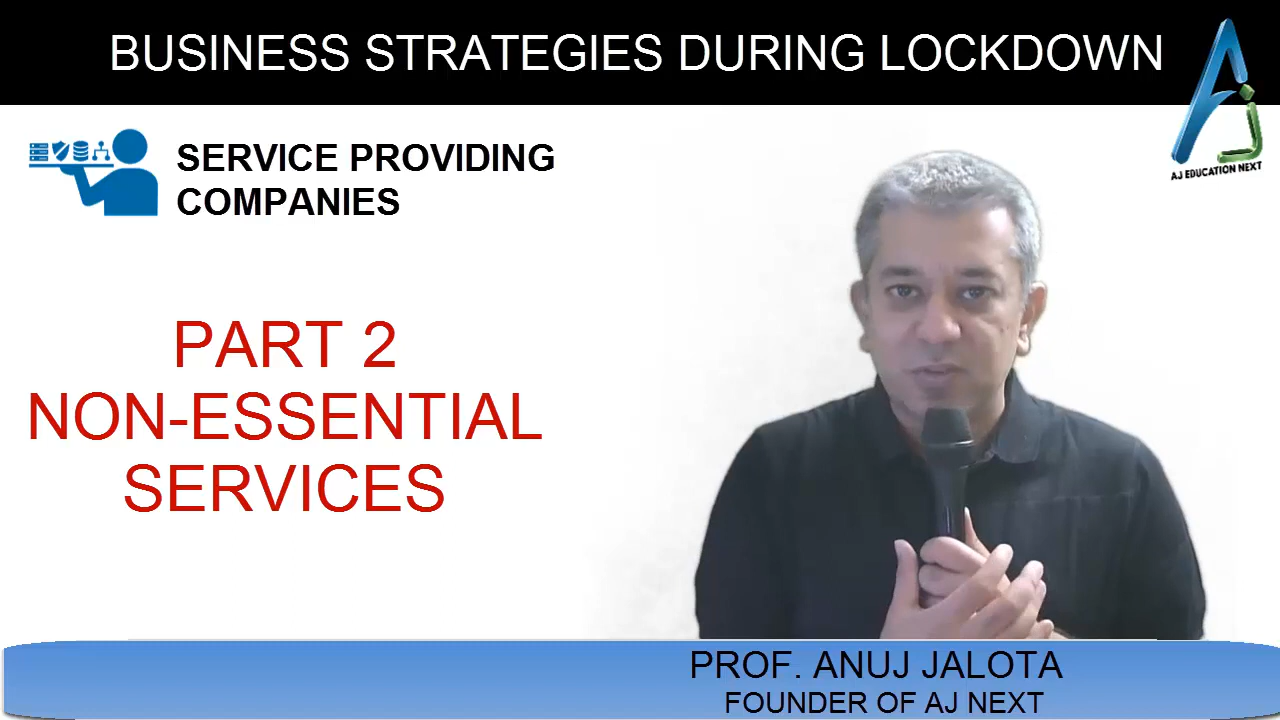 BUSINESS STRATEGIES DURING LOCKDOWN
AJ EDUCATION NEXT
SERVICE PROVIDING
COMPANIES
PART 2
NON-ESSENTIAL
SERVICES
PROF. ANUJ JALOTA
FOUNDER OF AJ NEXT